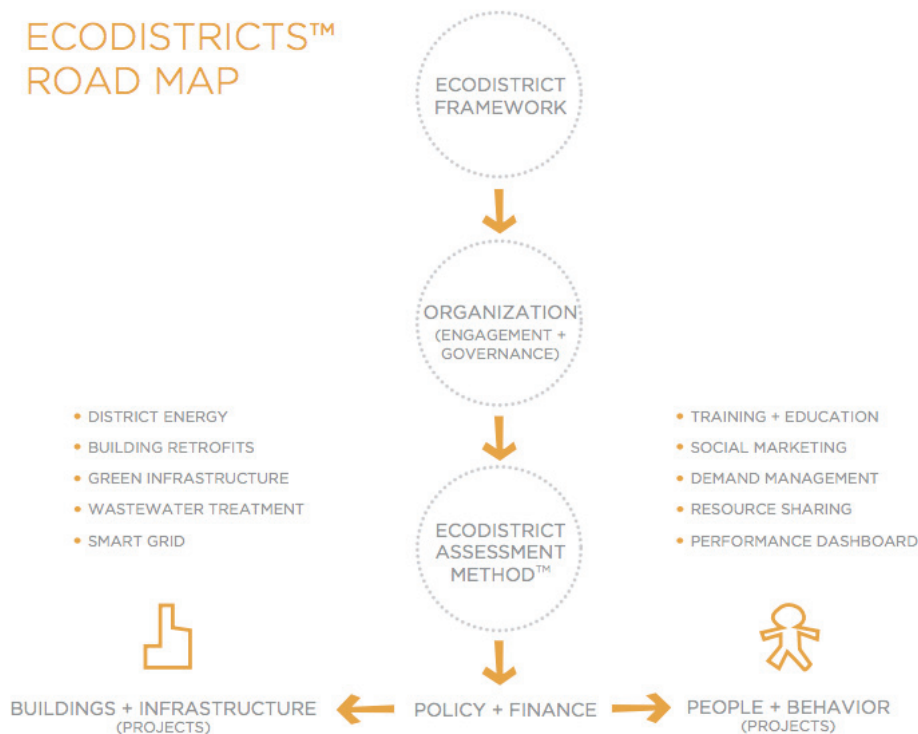 ECODISTRICTS™
ROAD MAP
ECODISTRICT
FRAMEWORK
ORGANIZATION
(ENGAGEMENT +
GOVERNANCE)
• DISTRICT ENERGY
• BUILDING RETROFITS
• GREEN INFRASTRUCTURE
• WASTEWATER TREATMENT
• SMART GRID
• TRAINING + EDUCATION
• SOCIAL MARKETING
• DEMAND MANAGEMENT
• RESOURCE SHARING
• PERFORMANCE DASHBOARD
ECODISTRICT
ASSESSMENT
METHOD™
BUILDINGS + INFRASTRUCTURE
(PROJECTS)
POLICY + FINANCE
PEOPLE + BEHAVIOR
(PROJECTS)